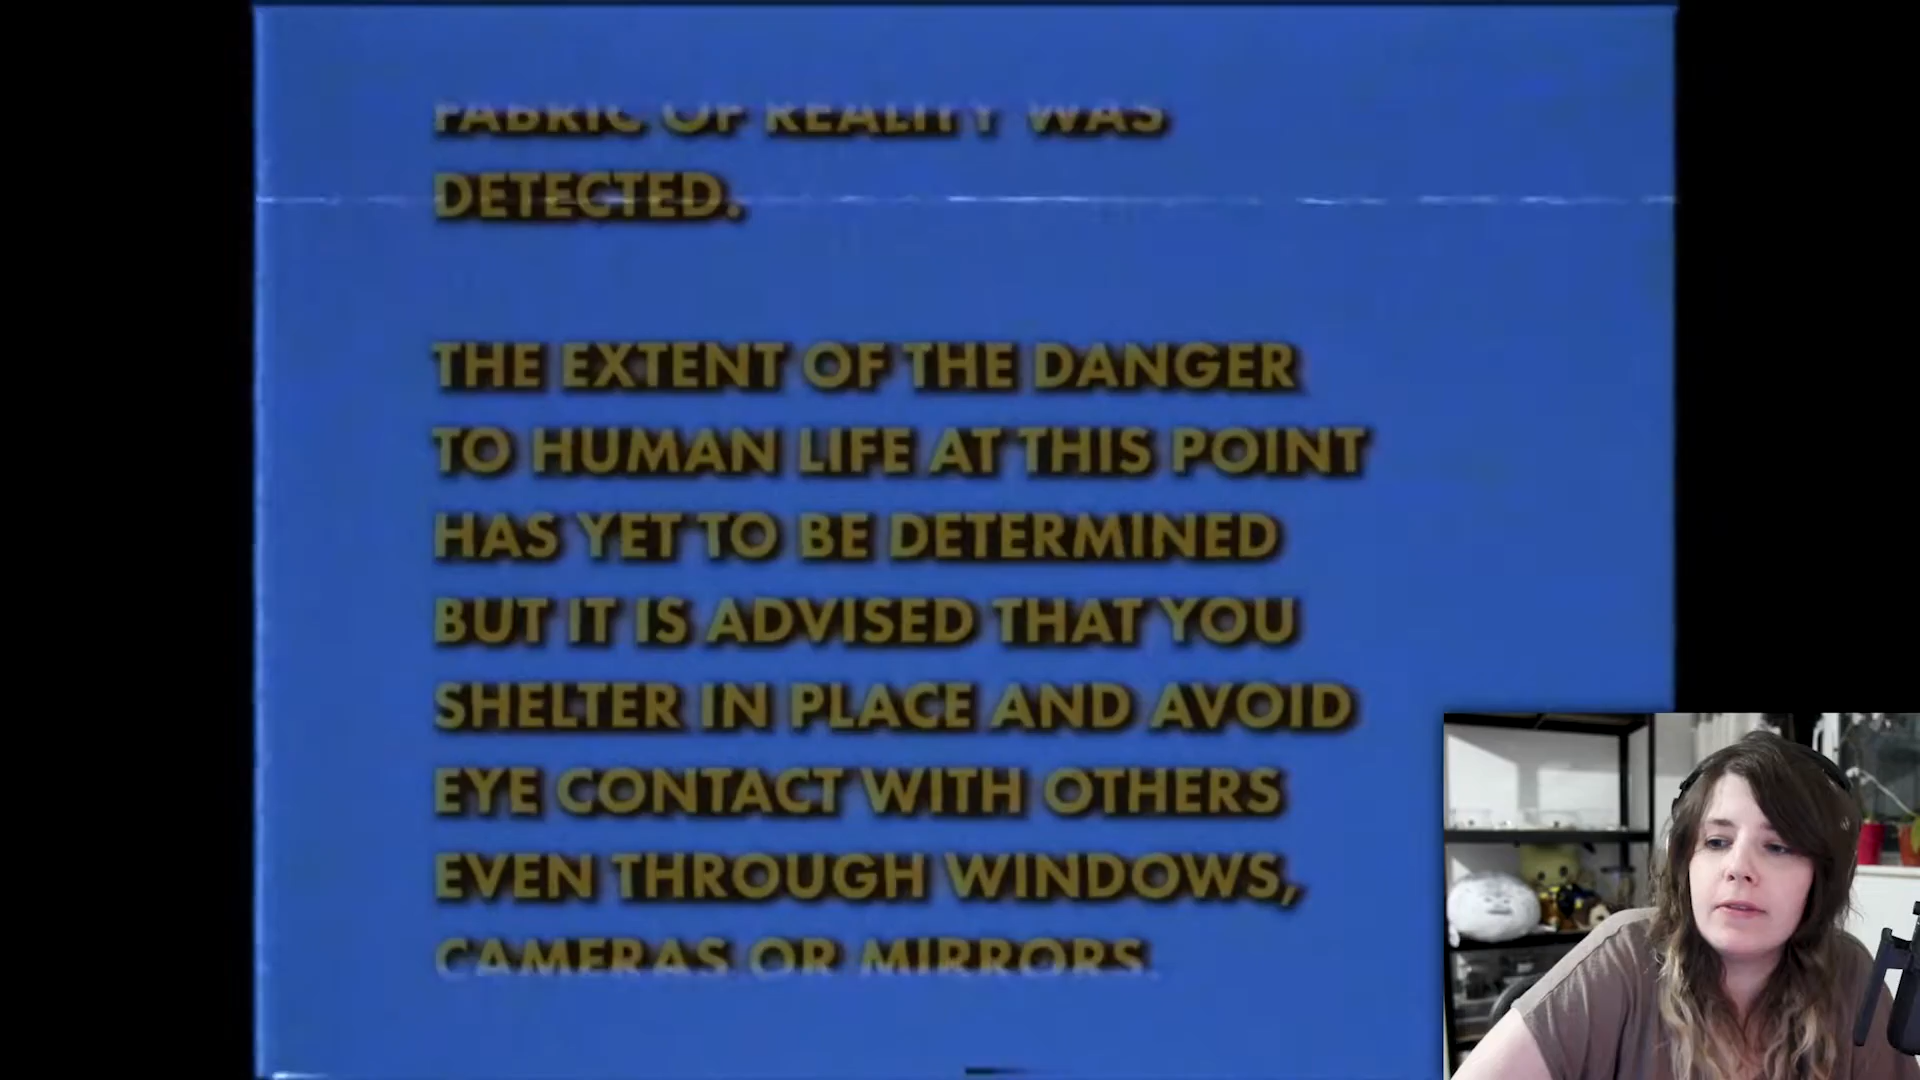 FABRIC OF REALITY WAS
DETECTED.
THE EXTENT OF THE DANGER
TO HUMAN LIFE AT THIS POINT
HAS YET TO BE DETERMINED
BUT IT IS ADVISED THAT YOU
SHELTER IN PLACE AND AVOID
EYE CONTACT WITH OTHERS
EVEN THROUGH WINDOWS,
CAMERAS OR MIRRORS.